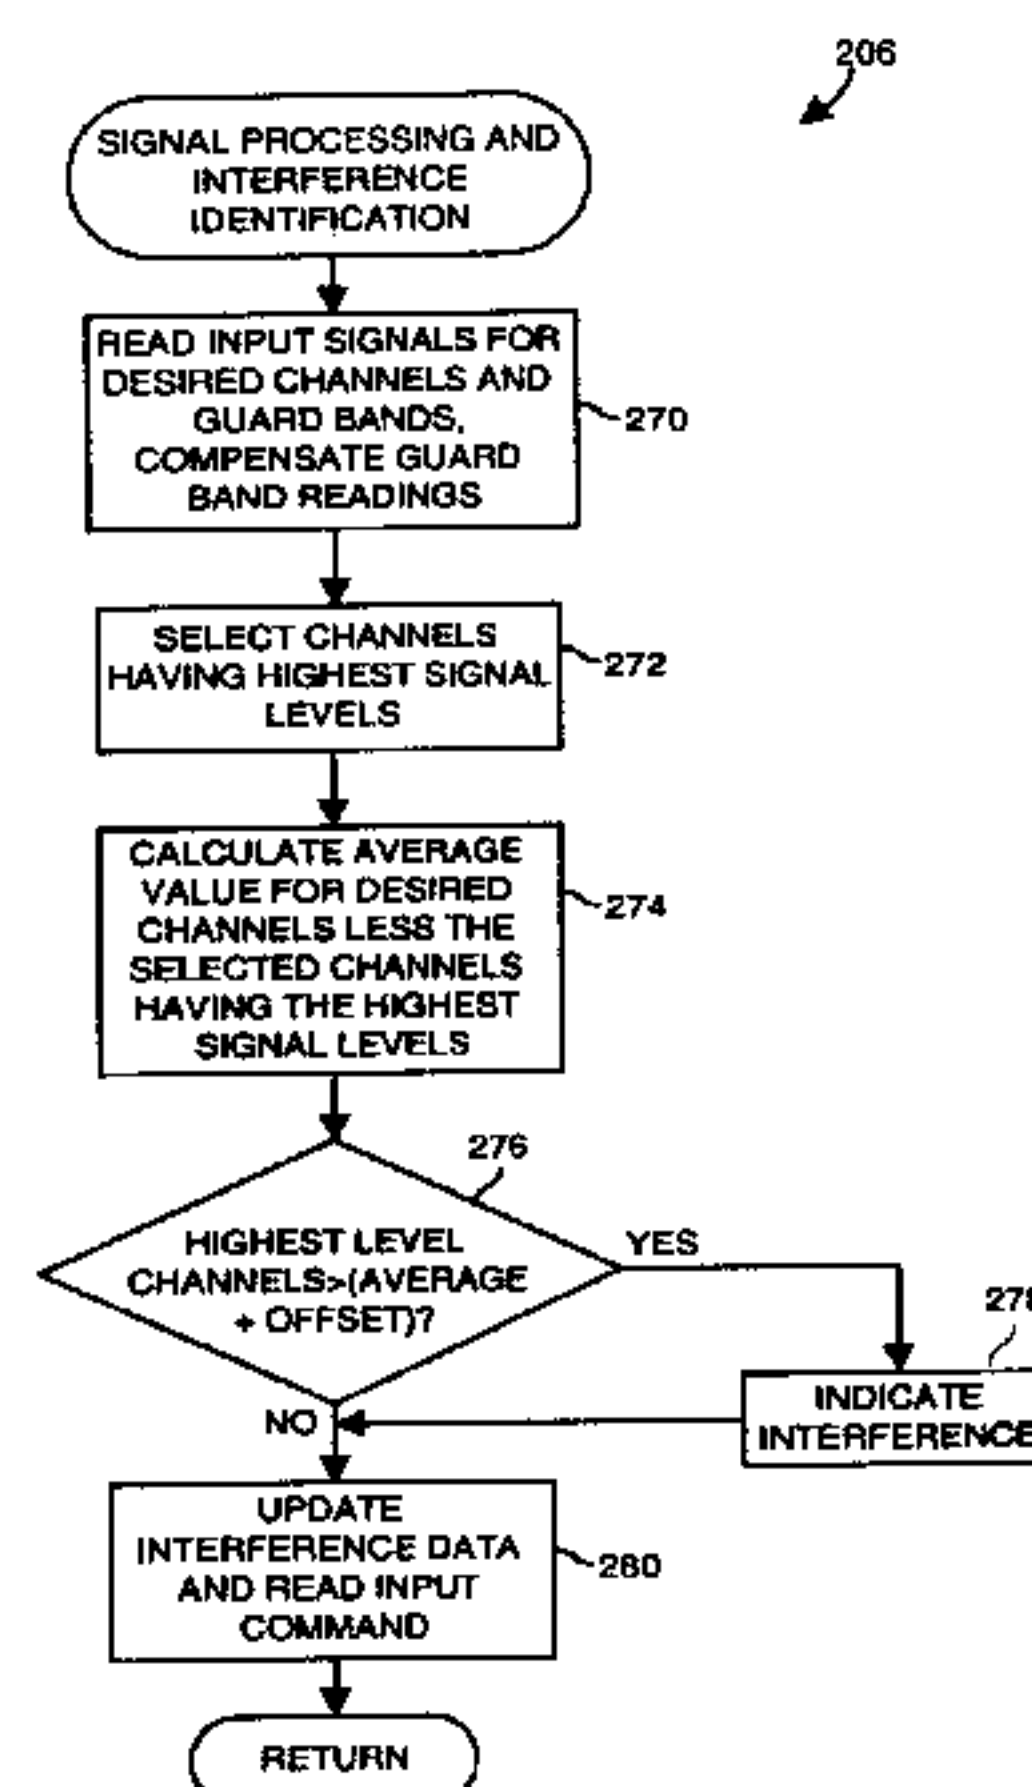 206
SIGNAL PROCESSING AND
INTERFERENCE
IDENTIFICATION
READ INPUT SIGNALS FOR
DESIRED CHANNELS AND
GUARD BANDS,
COMPENSATE GUARD
BAND READINGS
270
SELECT CHANNELS
HAVING HIGHEST SIGNAL
LEVELS
272
CALCULATE AVERAGE
VALUE FOR DESIRED
CHANNELS LESS THE
SELECTED CHANNELS
HAVING THE HIGHEST
SIGNAL LEVELS
274
276
HIGHEST LEVEL
CHANNELS>(AVERAGE
+ OFFSET)?
YES
278
INDICATE
INTERFERENCE
NO
UPDATE
INTERFERENCE DATA
AND READ INPUT
COMMAND
280
RETURN